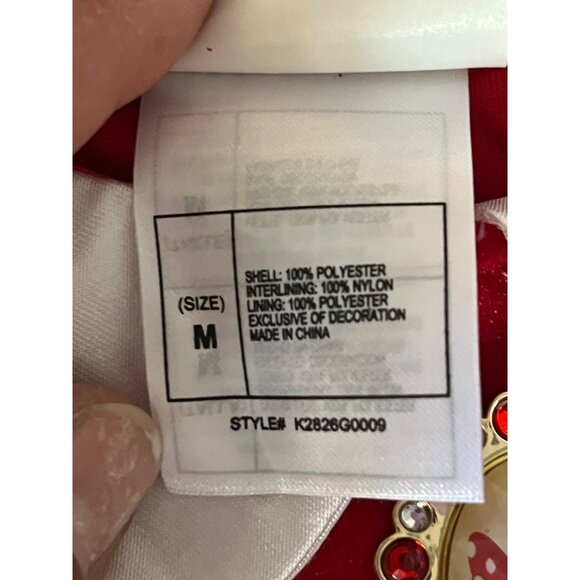 (SIZE)
M
SHELL: 100% POLYESTER
INTERLINING: 100% NYLON
LINING: 100% POLYESTER
EXCLUSIVE OF DECORATION
MADE IN CHINA
STYLE# K2826G0009